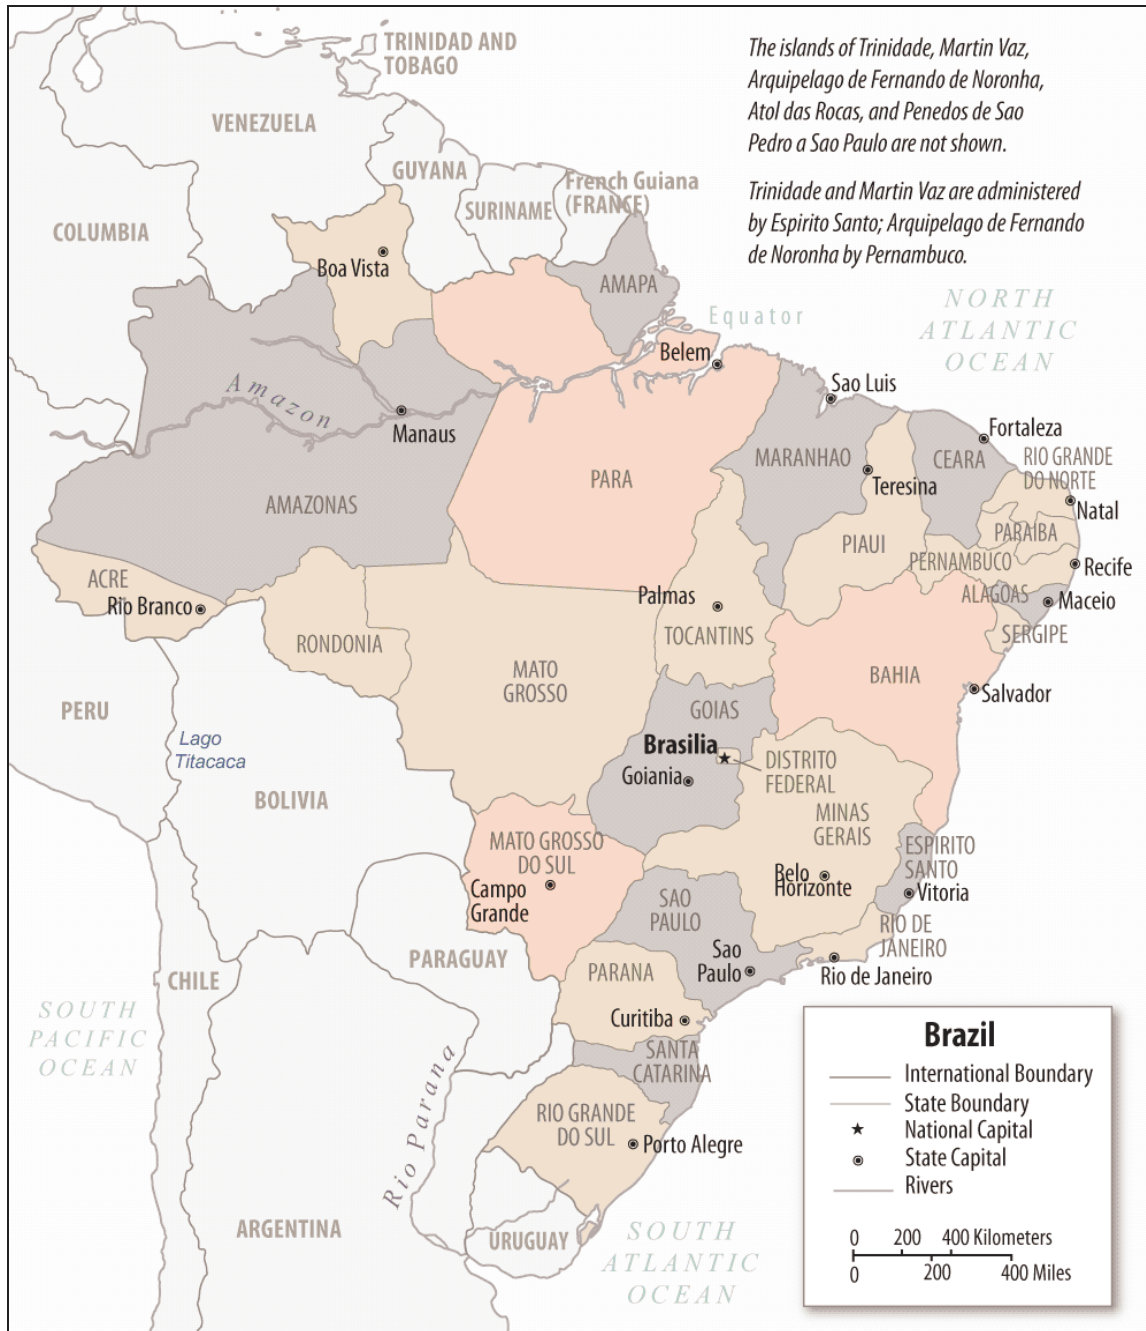 TRINIDAD AND
TOBAGO
The islands of Trinidade, Martin Vaz,
Arquipelago de Fernando de Noronha,
Atol das Rocas, and Penedos de Sao
Pedro a Sao Paulo are not shown.
Trinidade and Martin Vaz are administered
by Espirito Santo; Arquipelago de Fernando
de Noronha by Pernambuco.
VENEZUELA
GUYANA
French Guiana
(FRANCE)
SURINAME
COLUMBIA
Boa Vista
AMAPA
Equator
NORTH
ATLANTIC
OCEAN
Belem
Sao Luis
Amazon
Manaus
Fortaleza
MARANHAO
CEARA
RIO GRANDE
DO NORTE
Teresina
PARA
AMAZONAS
Natal
PARAIBA
PIAUI
PERNAMBUCO
Recife
ACRE
Rio Branco
Palmas
ALAGOAS
Maceio
RONDONIA
TOCANTINS
SERGIPE
MATO
GROSSO
BAHIA
Salvador
PERU
GOIAS
Lago
Titacaca
Brasilia
DISTRITO
FEDERAL
Goiania
BOLIVIA
MINAS
GERAIS
MATO GROSSO
DO SUL
ESPIRITO
SANTO
Campo
Grande
Belo
Horizonte
Vitoria
SAO
PAULO
RIO DE
JANEIRO
PARAGUAY
Sao
Paulo
Rio de Janeiro
CHILE
PARANA
SOUTH
PACIFIC
OCEAN
Curitiba
SANTA
CATARINA
Rio Parana
RIO GRANDE
DO SUL
Porto Alegre
ARGENTINA
URUGUAY
SOUTH
ATLANTIC
OCEAN
Brazil
International Boundary
State Boundary
National Capital
State Capital
Rivers
0 200 400 Kilometers
0 200 400 Miles